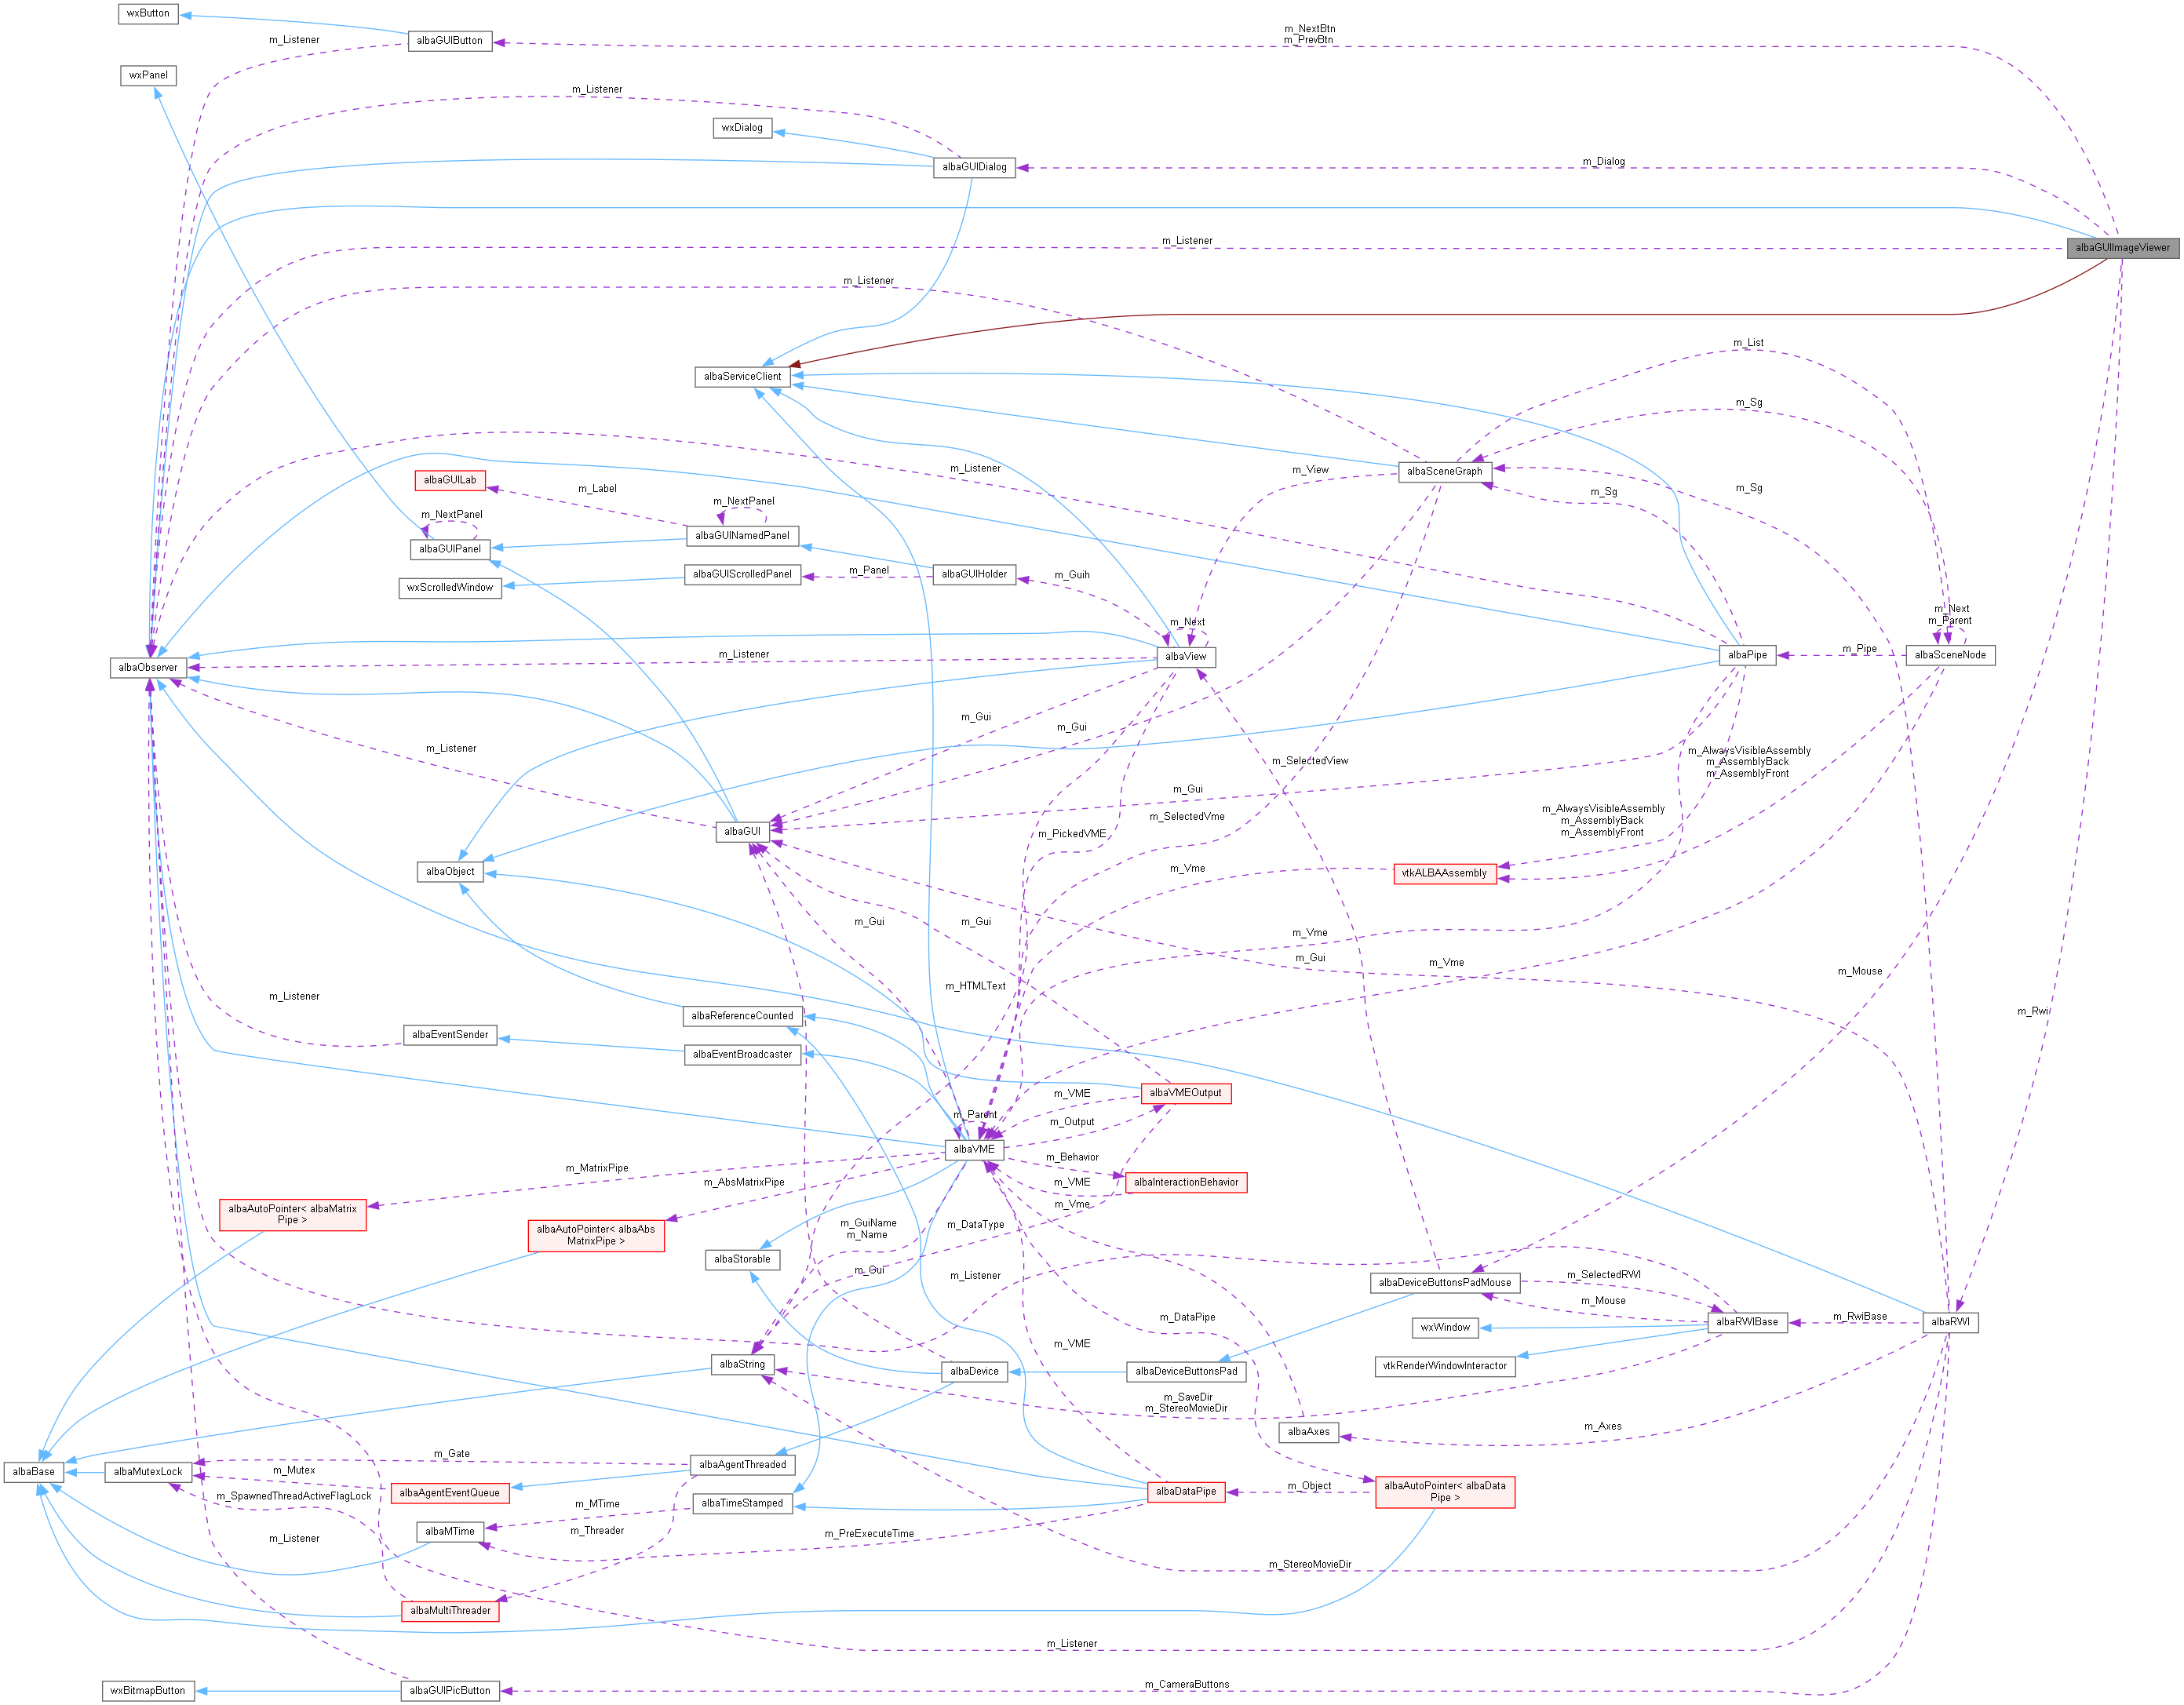 wxButton
m_NextBtn
m_PrevBtn
m_Listener
albaGUIButton
wxPanel
m_Listener
wxDialog
m_Dialog
albaGUIDialog
m_Listener
albaGUIImageViewer
m_Listener
m_List
albaServiceClient
m_Sg
m_View
m_Listener
albaSceneGraph
albaGUILab
m_Label
m_Sg
m_Sg
m_NextPanel
m_NextPanel
albaGUINamedPanel
albaGUIPanel
albaGUIScrolledPanel
m_Panel
albaGUIHolder
m_Guih
wxScrolledWindow
m_Next
m_Next
m_Parent
albaObserver
m_Listener
albaView
albaPipe
m_Pipe
albaSceneNode
m_Gui
m_Gui
m_Listener
m_AlwaysVisibleAssembly
m_AssemblyBack
m_AssemblyFront
m_SelectedView
m_Gui
m_AlwaysVisibleAssembly
m_AssemblyBack
m_AssemblyFront
albaGUI
m_PickedVME
m_SelectedVme
albaObject
m_Vme
vtkALBAAssembly
m_Gui
m_Gui
m_Vme
m_Gui
m_Vme
m_Mouse
m_HTMLText
m_Listener
m_Rwi
albaReferenceCounted
albaEventSender
albaEventBroadcaster
m_VME
albaVMEOutput
m_Parent
m_Output
albaVME
m_Behavior
m_MatrixPipe
m_AbsMatrixPipe
m_VME
albaInteractionBehavior
m_Vme
albaAutoPointer< albaMatrix
Pipe >
albaAutoPointer< albaAbs
MatrixPipe >
m_GuiName
m_Name
m_DataType
albaStorable
m_Gui
m_Listener
albaDeviceButtonsPadMouse
m_SelectedRWI
m_Mouse
m_DataPipe
wxWindow
albaRWIBase
m_RwiBase
albaRWI
m_VME
albaString
albaDevice
albaDeviceButtonsPad
vtkRenderWindowInteractor
m_SaveDir
m_StereoMovieDir
albaAxes
m_Axes
m_Gate
albaBase
albaMutexLock
m_Mutex
albaAgentThreaded
albaAgentEventQueue
m_SpawnedThreadActiveFlagLock
m_MTime
albaTimeStamped
albaDataPipe
m_Object
albaAutoPointer< albaData
Pipe >
albaMTime
m_Threader
m_PreExecuteTime
m_Listener
m_StereoMovieDir
albaMultiThreader
m_Listener
wxBitmapButton
albaGUIPicButton
m_CameraButtons